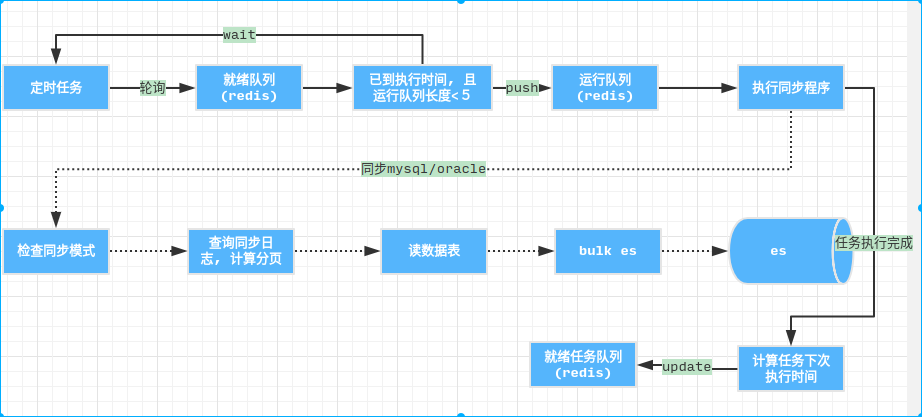 wait
定时任务
轮询
就绪队列
(redis)
已到执行时间, 且
运行队列长度<5
push
运行队列
(redis)
执行同步程序
同步mysql/oracle
检查同步模式
查询同步日
志, 计算分页
读数据表
bulk es
es
任务执行完成
就绪任务队列
(redis)
update
计算任务下次
执行时间